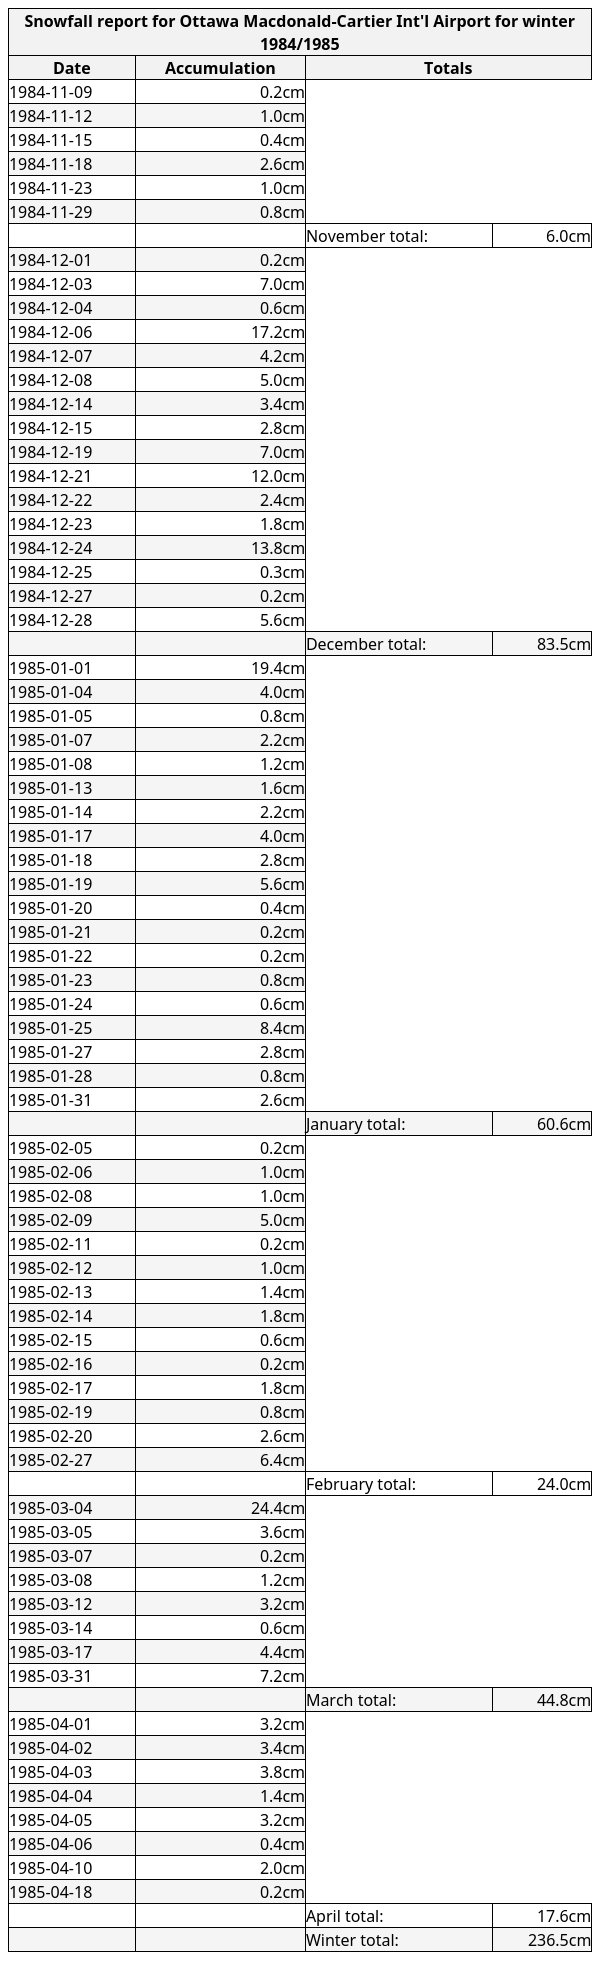 Snowfall report for Ottawa Macdonald-Cartier Int'l Airport for winter
1984/1985
Date Accumulation Totals
1984-11-09 0.2cm
1984-11-12 1.0cm
1984-11-15 0.4cm
1984-11-18 2.6cm
1984-11-23 1.0cm
1984-11-29 0.8cm
November total: 6.0cm
1984-12-01 0.2cm
1984-12-03 7.0cm
1984-12-04 0.6cm
1984-12-06 17.2cm
1984-12-07 4.2cm
1984-12-08 5.0cm
1984-12-14 3.4cm
1984-12-15 2.8cm
1984-12-19 7.0cm
1984-12-21 12.0cm
1984-12-22 2.4cm
1984-12-23 1.8cm
1984-12-24 13.8cm
1984-12-25 0.3cm
1984-12-27 0.2cm
1984-12-28 5.6cm
December total: 83.5cm
1985-01-01 19.4cm
1985-01-04 4.0cm
1985-01-05 0.8cm
1985-01-07 2.2cm
1985-01-08 1.2cm
1985-01-13 1.6cm
1985-01-14 2.2cm
1985-01-17 4.0cm
1985-01-18 2.8cm
1985-01-19 5.6cm
1985-01-20 0.4cm
1985-01-21 0.2cm
1985-01-22 0.2cm
1985-01-23 0.8cm
1985-01-24 0.6cm
1985-01-25 8.4cm
1985-01-27 2.8cm
1985-01-28 0.8cm
1985-01-31 2.6cm
January total: 60.6cm
1985-02-05 0.2cm
1985-02-06 1.0cm
1985-02-08 1.0cm
1985-02-09 5.0cm
1985-02-11 0.2cm
1985-02-12 1.0cm
1985-02-13 1.4cm
1985-02-14 1.8cm
1985-02-15 0.6cm
1985-02-16 0.2cm
1985-02-17 1.8cm
1985-02-19 0.8cm
1985-02-20 2.6cm
1985-02-27 6.4cm
February total: 24.0cm
1985-03-04 24.4cm
1985-03-05 3.6cm
1985-03-07 0.2cm
1985-03-08 1.2cm
1985-03-12 3.2cm
1985-03-14 0.6cm
1985-03-17 4.4cm
1985-03-31 7.2cm
March total: 44.8cm
1985-04-01 3.2cm
1985-04-02 3.4cm
1985-04-03 3.8cm
1985-04-04 1.4cm
1985-04-05 3.2cm
1985-04-06 0.4cm
1985-04-10 2.0cm
1985-04-18 0.2cm
April total: 17.6cm
Winter total: 236.5cm